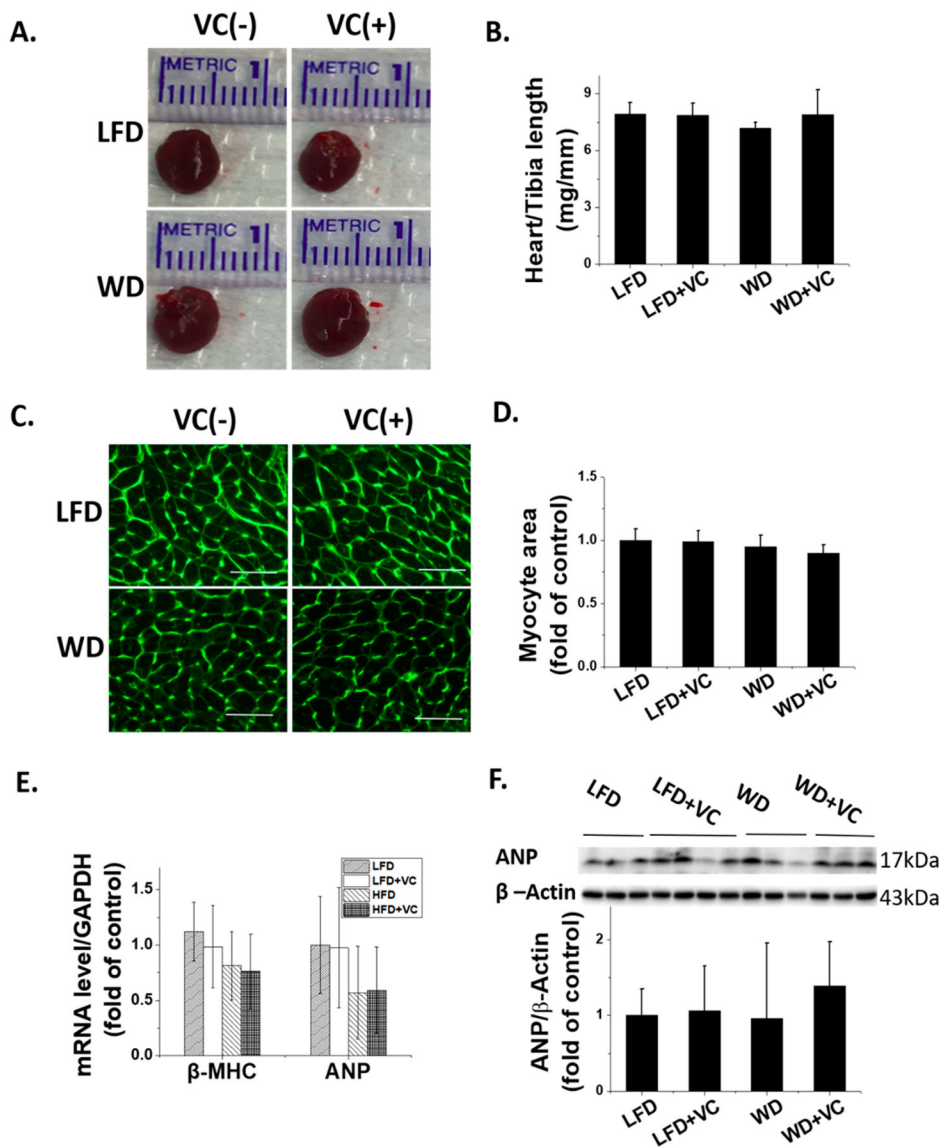 A.
VC(-) VC(+)
LFD
METRIC 1
METRIC 1
WD
METRIC 1
METRIC 1
B.
Heart/Tibia length
(mg/mm)
9
6
3
0
LFD LFD+VC WD WD+VC
C.
VC(-) VC(+)
LFD
WD
D.
Myocyte area
(fold of control)
1.5
1.0
0.5
0.0
LFD LFD+VC WD WD+VC
E.
mRNA level/GAPDH
(fold of control)
1.5
1.0
0.5
0.0
LFD
LFD+VC
HFD
HFD+VC
β-MHC ANP
F.
LFD LFD+VC WD WD+VC
ANP 17kDa
β –Actin 43kDa
ANP/β-Actin
(fold of control)
2
1
0
LFD LFD+VC WD WD+VC